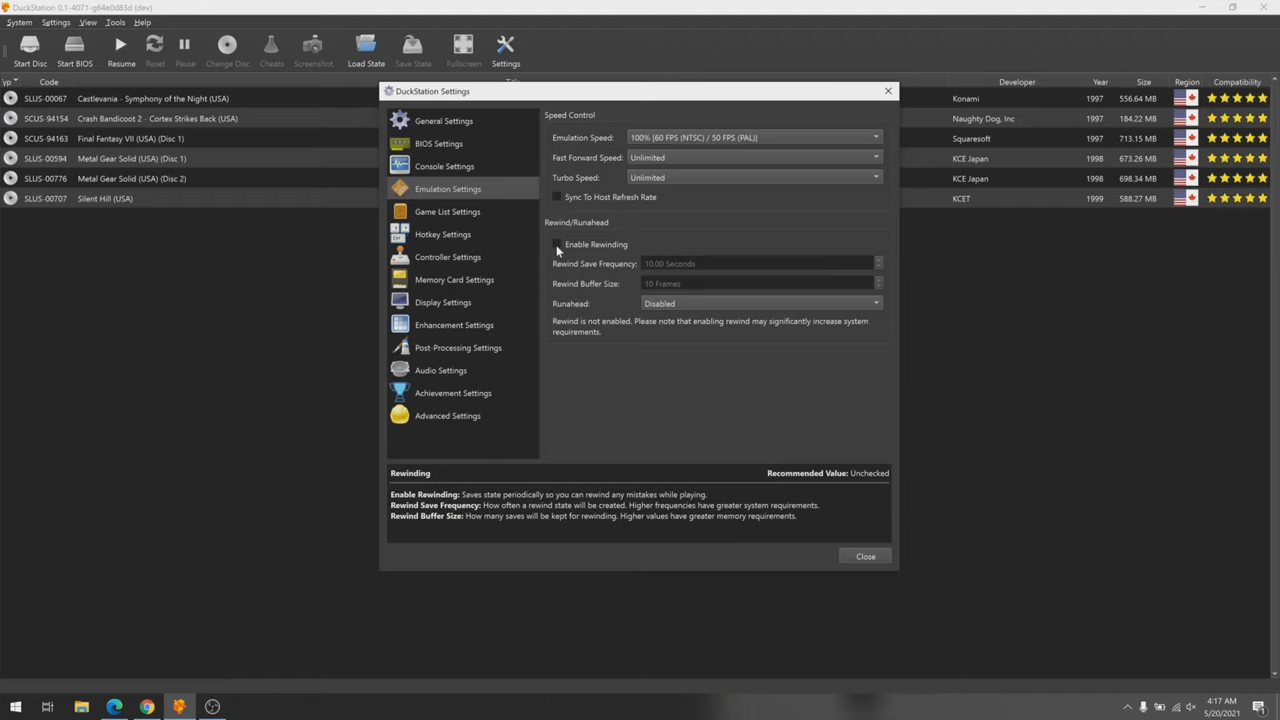 DuckStation 0.1-4071-g64e0d83d (dev)
System Settings View Tools Help
Start Disc Start BIOS Resume Reset Pause Change Disc Cheats Screenshot Load State Save State Fullscreen Settings
yp Code Title Developer Year Size Region Compatibility
SLUS-00067 Castlevania - Symphony of the Night (USA) Konami 1997 556.64 MB
SCUS-94154 Crash Bandicoot 2 - Cortex Strikes Back (USA) Naughty Dog, Inc 1997 184.22 MB
SCUS-94163 Final Fantasy VII (USA) (Disc 1) Squaresoft 1997 713.15 MB
SLUS-00594 Metal Gear Solid (USA) (Disc 1) KCE Japan 1998 673.26 MB
SLUS-00776 Metal Gear Solid (USA) (Disc 2) KCE Japan 1998 698.34 MB
SLUS-00707 Silent Hill (USA) KCET 1999 588.27 MB
DuckStation Settings
General Settings
BIOS Settings
Console Settings
Emulation Settings
Game List Settings
Hotkey Settings
Controller Settings
Memory Card Settings
Display Settings
Enhancement Settings
Post-Processing Settings
Audio Settings
Achievement Settings
Advanced Settings
Speed Control
Emulation Speed: 100% [60 FPS (NTSC) / 50 FPS (PAL)]
Fast Forward Speed: Unlimited
Turbo Speed: Unlimited
Sync To Host Refresh Rate
Rewind/Runahead
Enable Rewinding
Rewind Save Frequency: 10.00 Seconds
Rewind Buffer Size: 10 Frames
Runahead: Disabled
Rewind is not enabled. Please note that enabling rewind may significantly increase system
requirements.
Rewinding Recommended Value: Unchecked
Enable Rewinding: Saves state periodically so you can rewind any mistakes while playing.
Rewind Save Frequency: How often a rewind state will be created. Higher frequencies have greater system requirements.
Rewind Buffer Size: How many saves will be kept for rewinding. Higher values have greater memory requirements.
Close
4:17 AM
5/20/2021